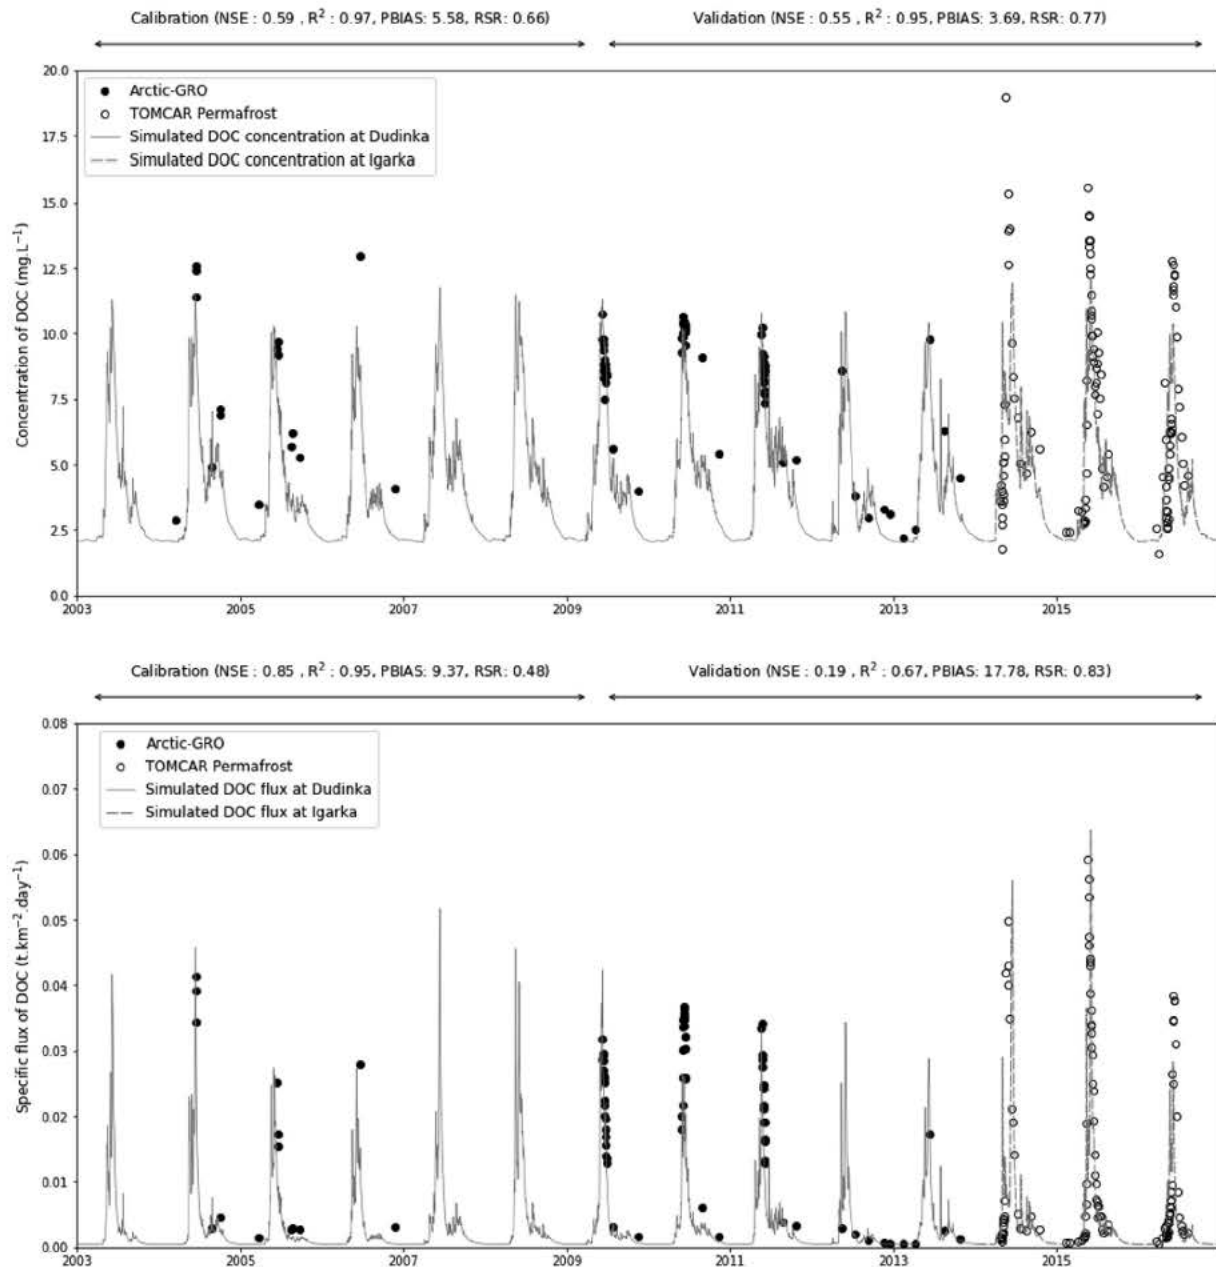 Calibration (NSE : 0.59 , R² : 0.97, PBIAS: 5.58, RSR: 0.66)
Validation (NSE : 0.55 , R² : 0.95, PBIAS: 3.69, RSR: 0.77)
20.0
17.5
15.0
12.5
10.0
7.5
5.0
2.5
0.0
Concentration of DOC (mg.L⁻¹)
Arctic-GRO
TOMCAR Permafrost
Simulated DOC concentration at Dudinka
Simulated DOC concentration at Igarka
2003 2005 2007 2009 2011 2013 2015
Calibration (NSE : 0.85 , R² : 0.95, PBIAS: 9.37, RSR: 0.48)
Validation (NSE : 0.19 , R² : 0.67, PBIAS: 17.78, RSR: 0.83)
0.08
0.07
0.06
0.05
0.04
0.03
0.02
0.01
0.00
Specific flux of DOC (t.km⁻².day⁻¹)
Arctic-GRO
TOMCAR Permafrost
Simulated DOC flux at Dudinka
Simulated DOC flux at Igarka
2003 2005 2007 2009 2011 2013 2015